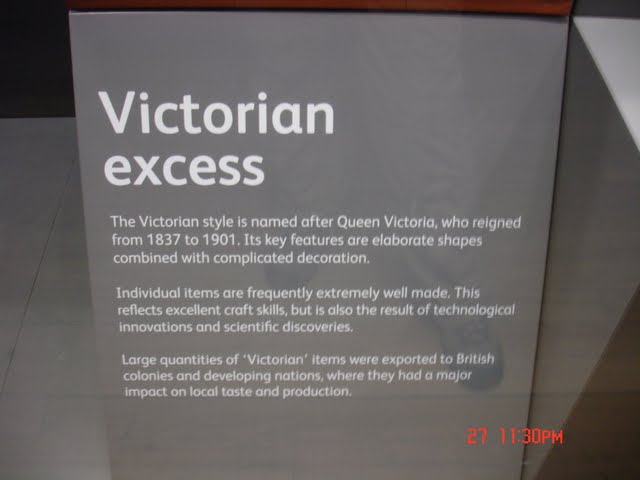 Victorian
excess
The Victorian style is named after Queen Victoria, who reigned
from 1837 to 1901. Its key features are elaborate shapes
combined with complicated decoration.
Individual items are frequently extremely well made. This
reflects excellent craft skills, but is also the result of technological
innovations and scientific discoveries.
Large quantities of ‘Victorian’ items were exported to British
colonies and developing nations, where they had a major
impact on local taste and production.
27 11:30PM